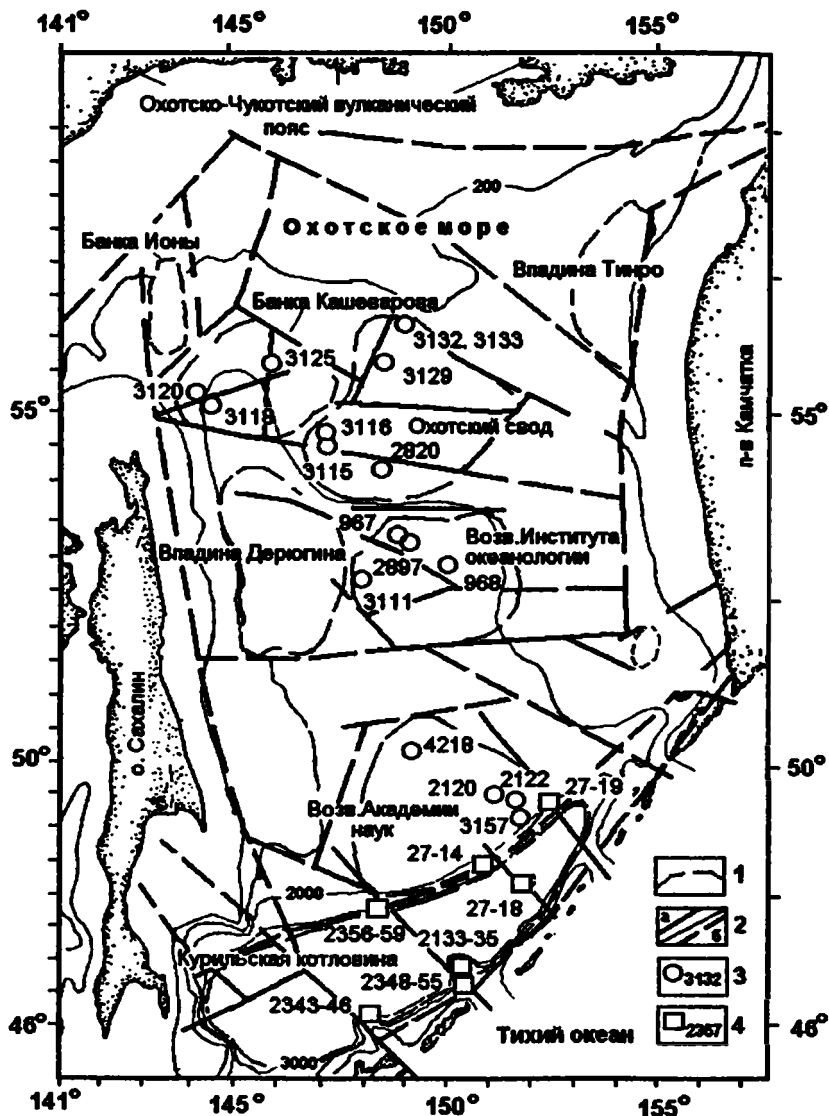 141° 145° 150° 155°
Охотско-Чукотский вулканический
пояс
200
Охотское море
Банка Ионы
Впадина Тинро
Банка Кашеварова
3132, 3133
3125
3129
3120
3119
55°
55°
п-в Камчатка
3116
Охотский свод
3115
2820
967
Возв.Института
океанологии
Впадина Дерюгина
2897
968
3111
о. Сахалин
50°
50°
4218
2120
2122
27-19
Возв.Академии
наук
3157
27-14
1
2000
27-18
а
б
2
2356-59
2133-35
Курильская котловина
3132
3
2348-55
2343-46
2357
4
46°
46°
Тихий океан
3000
141° 145° 150° 155°